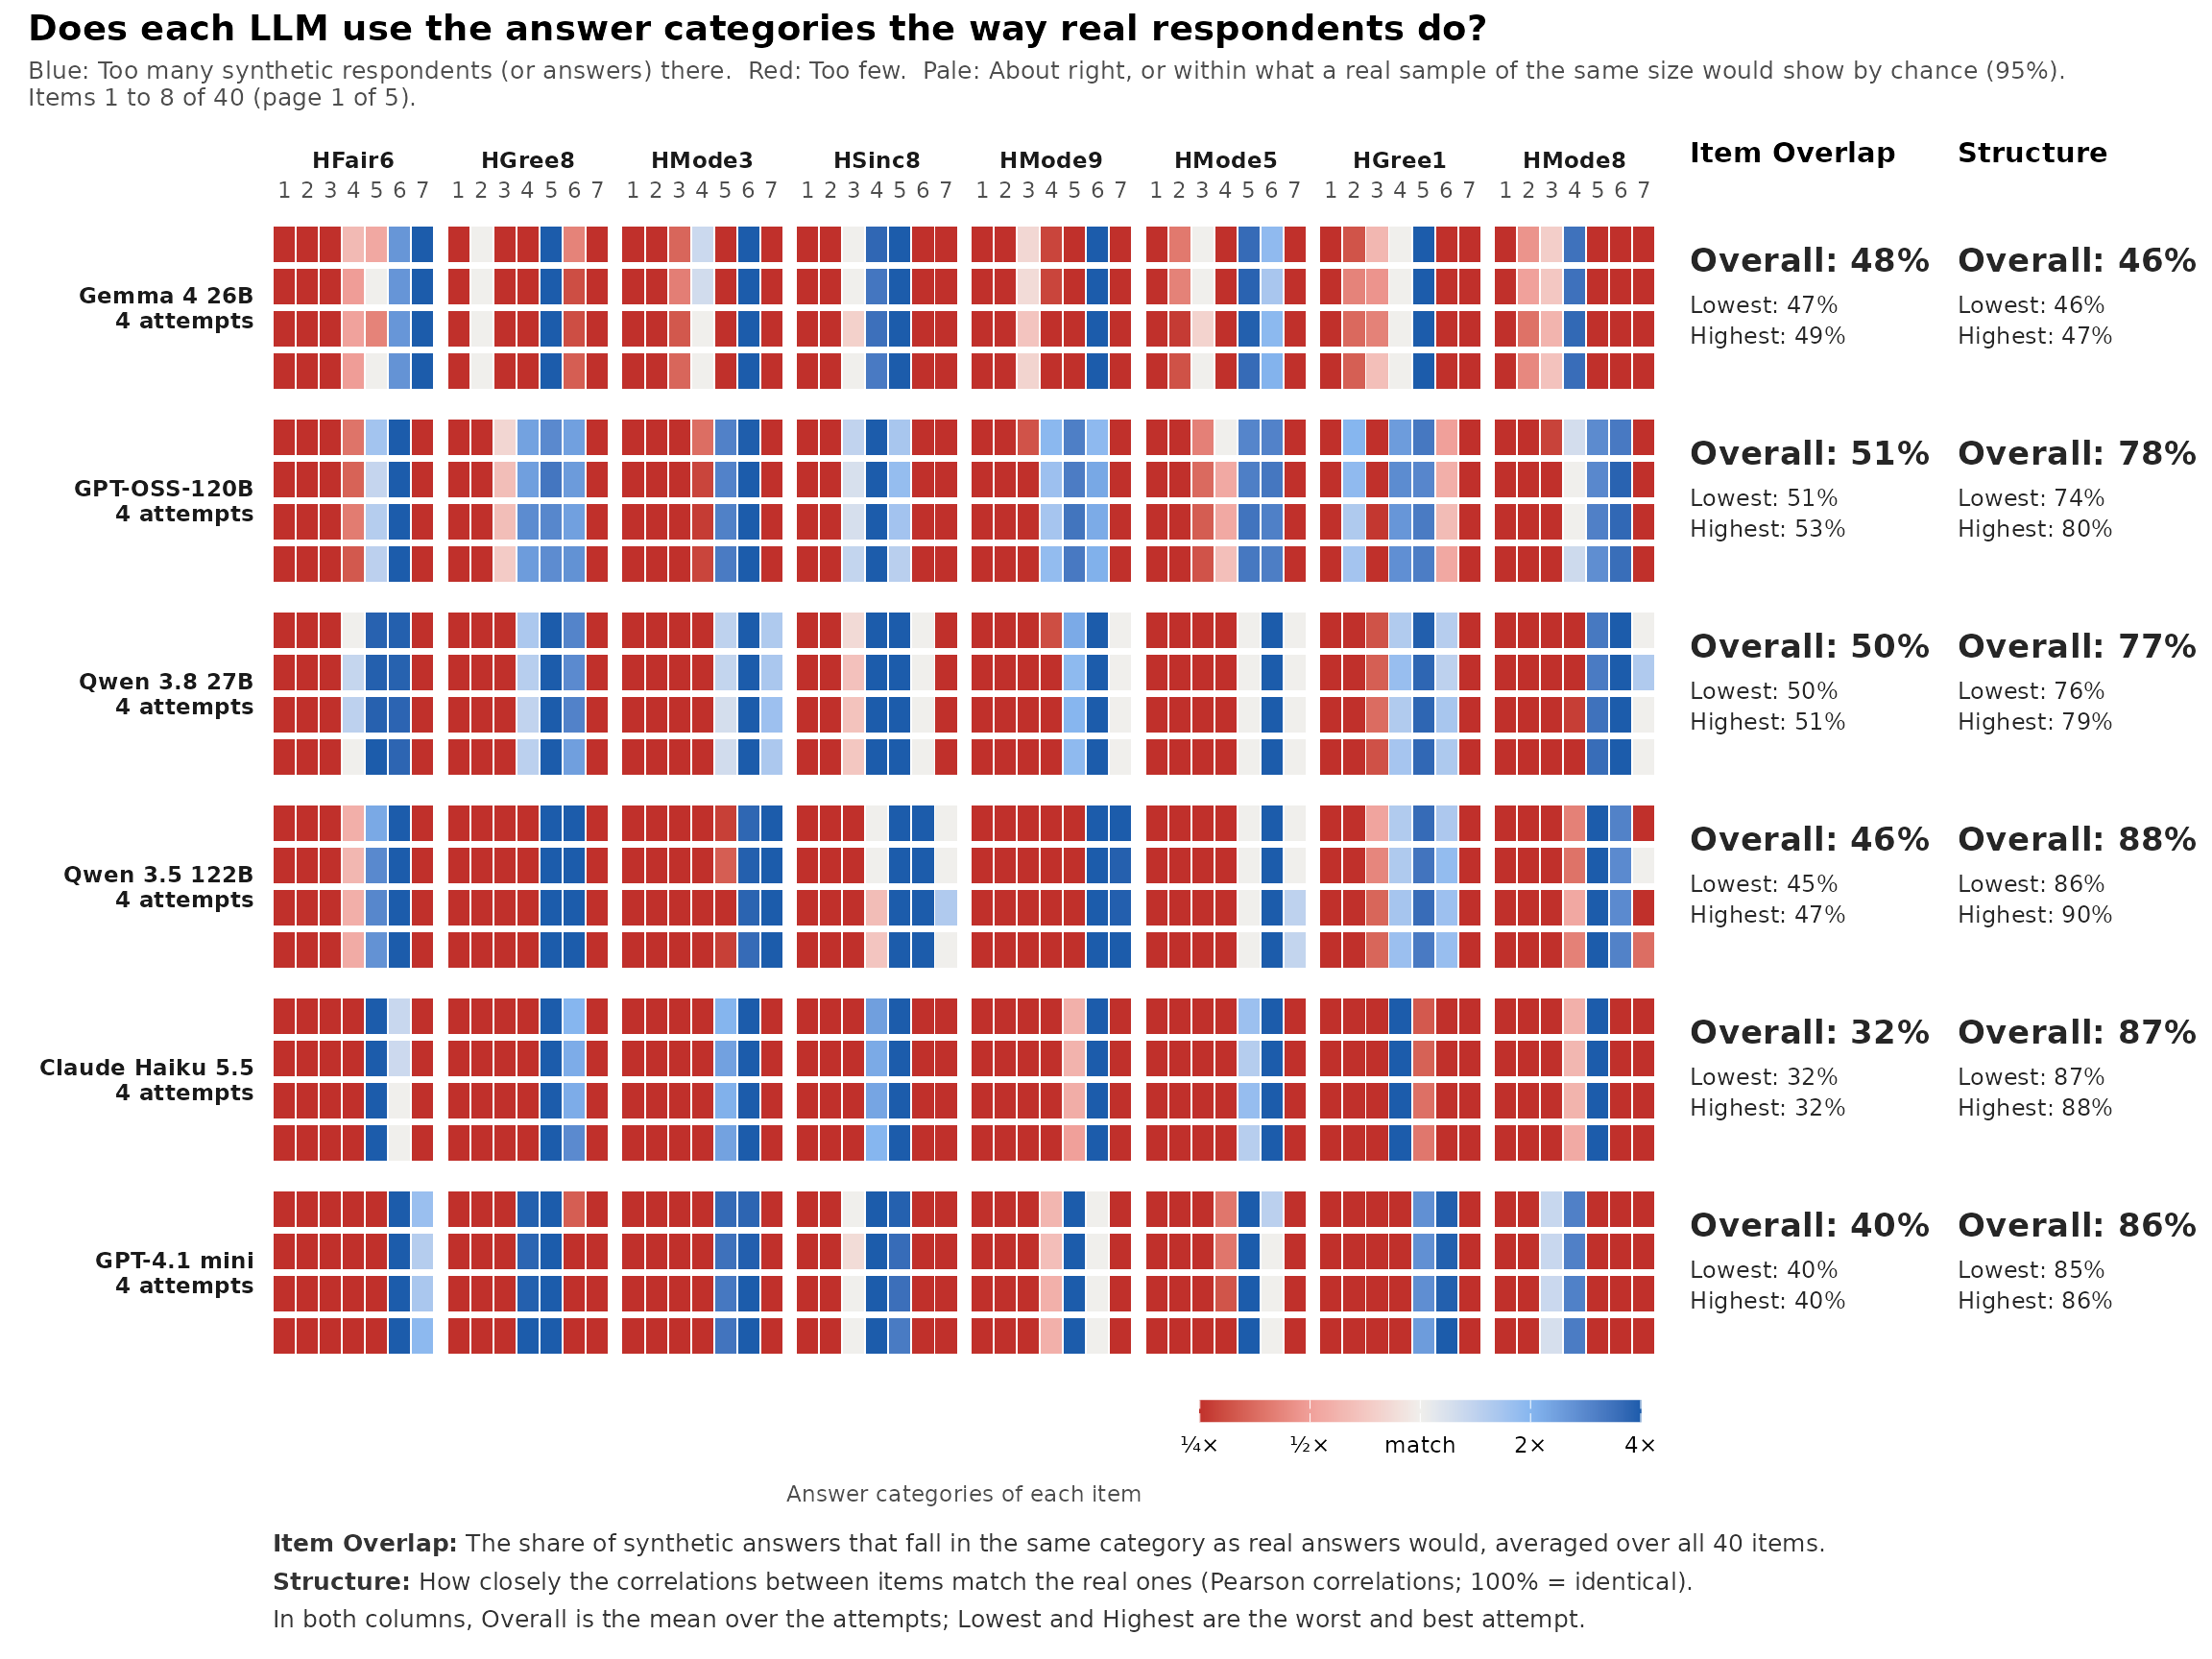 Does each LLM use the answer categories the way real respondents do?
Blue: Too many synthetic respondents (or answers) there.  Red: Too few.  Pale: About right, or within what a real sample of the same size would show by chance (95%).
Items 1 to 8 of 40 (page 1 of 5).
HFair6 HGree8 HMode3 HSinc8 HMode9 HMode5 HGree1 HMode8 Item Overlap Structure
1 2 3 4 5 6 7 1 2 3 4 5 6 7 1 2 3 4 5 6 7 1 2 3 4 5 6 7 1 2 3 4 5 6 7 1 2 3 4 5 6 7 1 2 3 4 5 6 7 1 2 3 4 5 6 7
Gemma 4 26B
4 attempts
Overall: 48% Overall: 46%
Lowest: 47% Lowest: 46%
Highest: 49% Highest: 47%
GPT-OSS-120B
4 attempts
Overall: 51% Overall: 78%
Lowest: 51% Lowest: 74%
Highest: 53% Highest: 80%
Qwen 3.8 27B
4 attempts
Overall: 50% Overall: 77%
Lowest: 50% Lowest: 76%
Highest: 51% Highest: 79%
Qwen 3.5 122B
4 attempts
Overall: 46% Overall: 88%
Lowest: 45% Lowest: 86%
Highest: 47% Highest: 90%
Claude Haiku 5.5
4 attempts
Overall: 32% Overall: 87%
Lowest: 32% Lowest: 87%
Highest: 32% Highest: 88%
GPT-4.1 mini
4 attempts
Overall: 40% Overall: 86%
Lowest: 40% Lowest: 85%
Highest: 40% Highest: 86%
¼× ½× match 2× 4×
Answer categories of each item
Item Overlap: The share of synthetic answers that fall in the same category as real answers would, averaged over all 40 items.
Structure: How closely the correlations between items match the real ones (Pearson correlations; 100% = identical).
In both columns, Overall is the mean over the attempts; Lowest and Highest are the worst and best attempt.